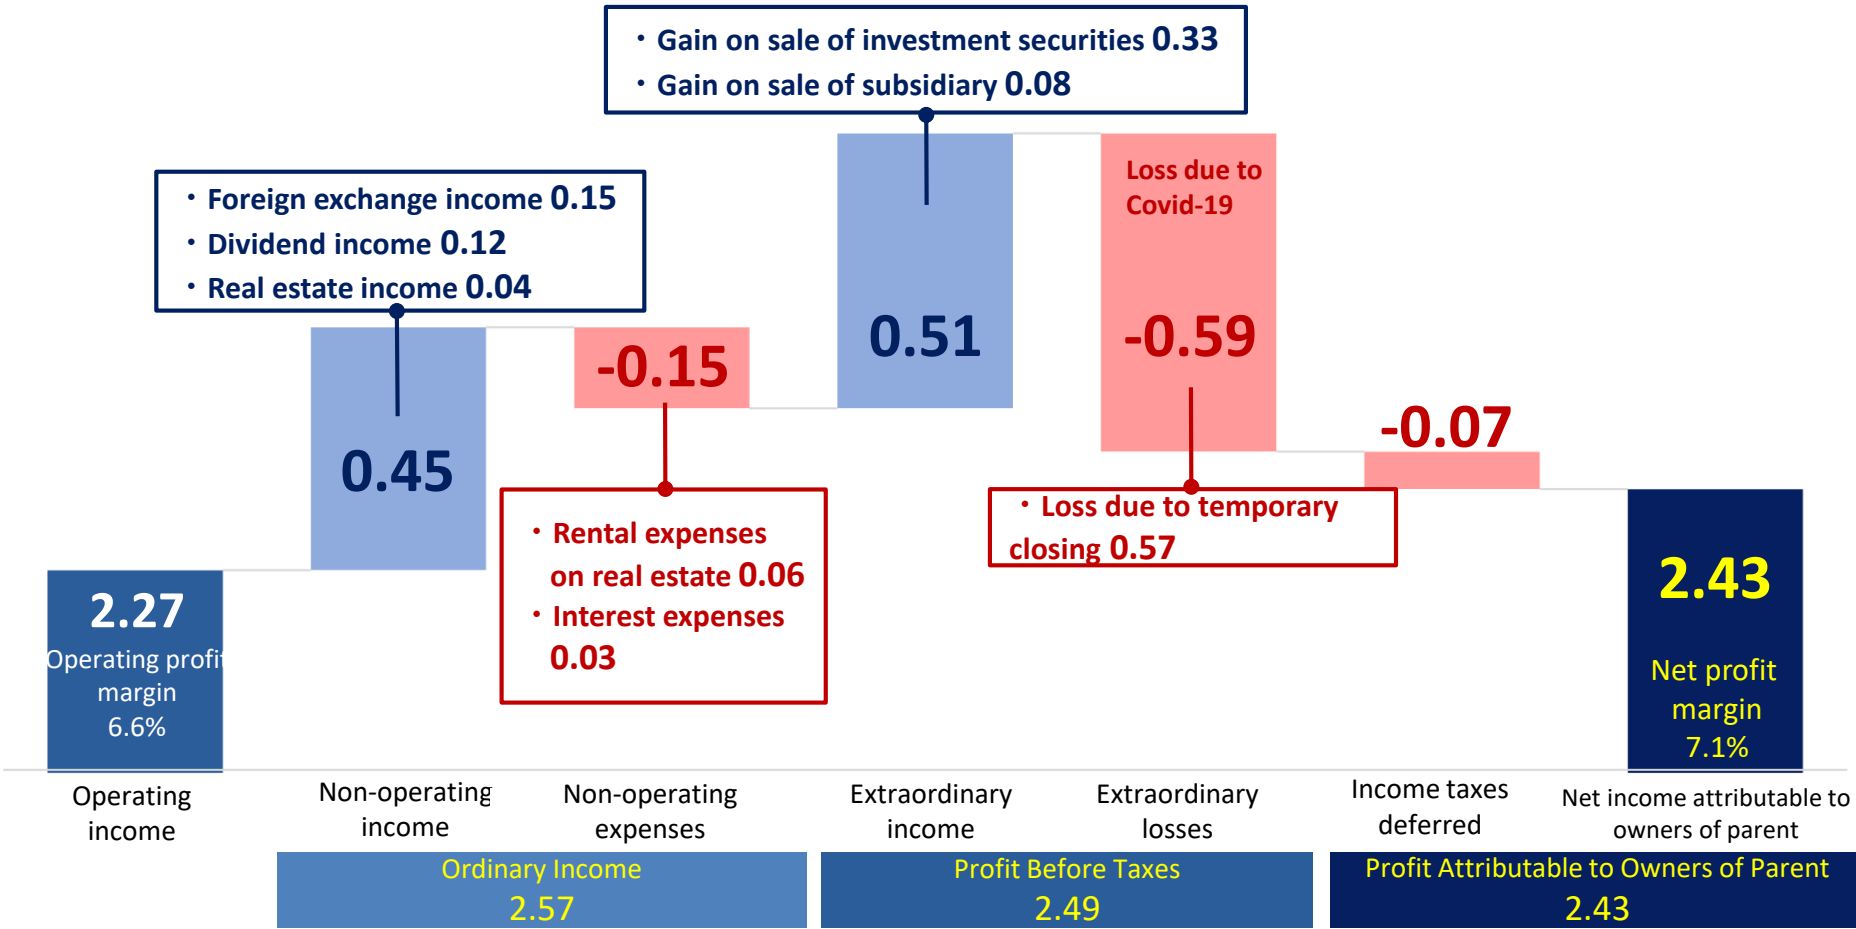 ・Gain on sale of investment securities 0.33
・Gain on sale of subsidiary 0.08
・Foreign exchange income 0.15
・Dividend income 0.12
・Real estate income 0.04
Loss due to
Covid-19
0.51
-0.59
-0.15
-0.07
0.45
・Rental expenses
on real estate 0.06
・Interest expenses
0.03
・Loss due to temporary
closing 0.57
2.27
Operating profit
margin
6.6%
2.43
Net profit
margin
7.1%
Operating
income
Non-operating
income
Non-operating
expenses
Extraordinary
income
Extraordinary
losses
Income taxes
deferred
Net income attributable to
owners of parent
Ordinary Income
2.57
Profit Before Taxes
2.49
Profit Attributable to Owners of Parent
2.43